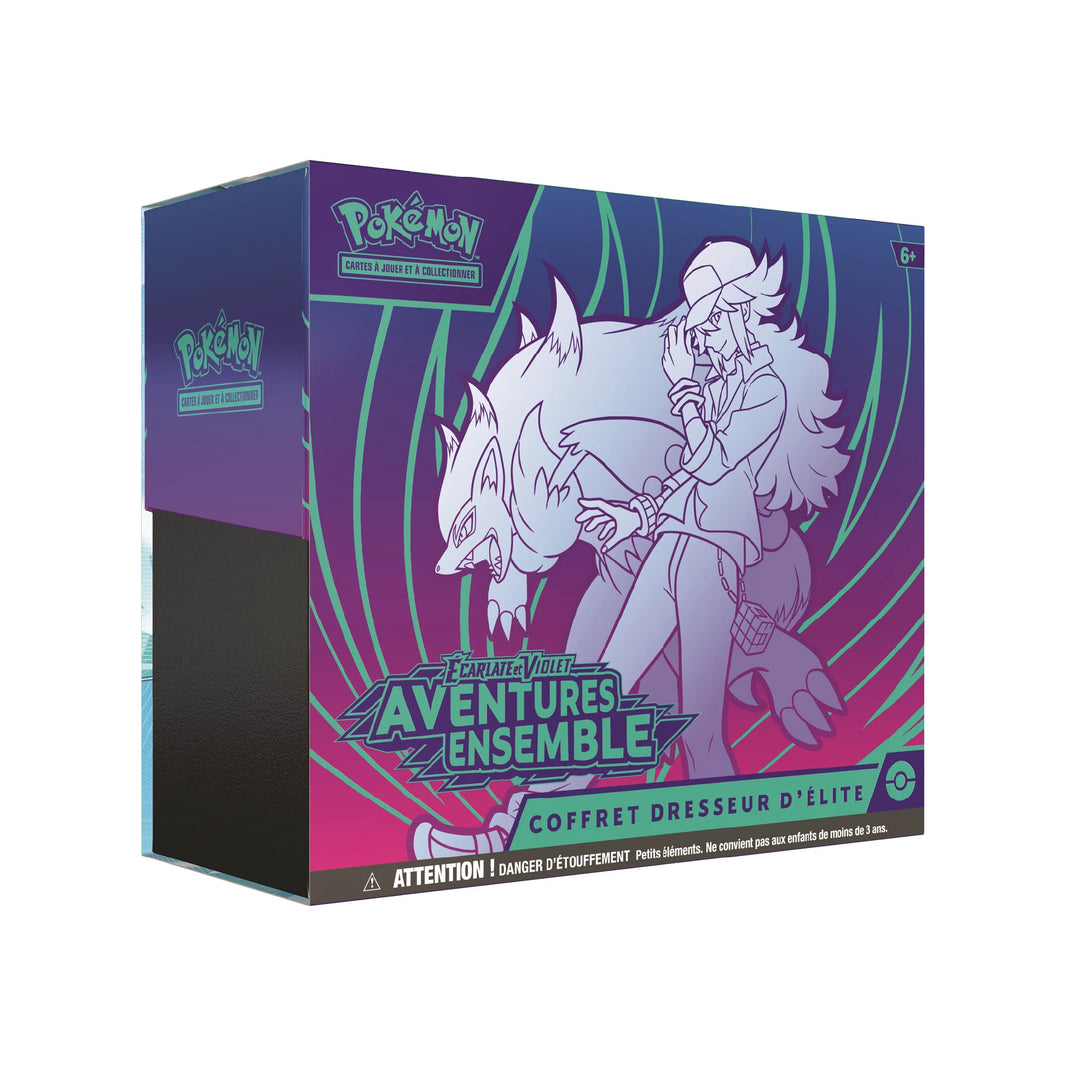 POKéMON
CARTES À JOUER ET À COLLECTIONNER
6+
POKéMON
CARTES À JOUER ET À COLLECTIONNER
ÉCARLATE et VIOLET
AVENTURES
ENSEMBLE
COFFRET DRESSEUR D'ÉLITE
ATTENTION ! DANGER D'ÉTOUFFEMENT Petits éléments. Ne convient pas aux enfants de moins de 3 ans.